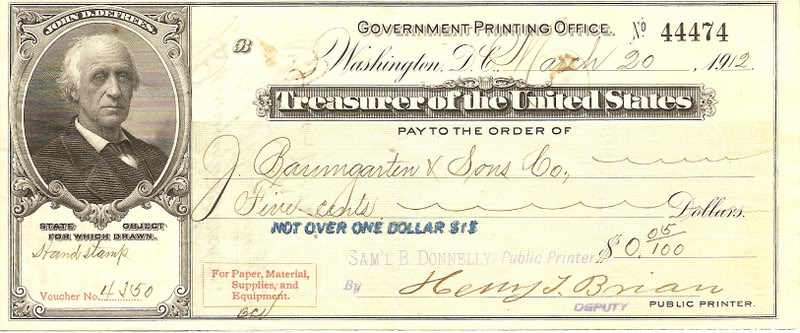 JOHN D. DEFREES.
GOVERNMENT PRINTING OFFICE. No 44474
B Washington, D.C. March 20, 1912.
Treasurer of the United States
PAY TO THE ORDER OF
J. Baumgarten & Sons Co.,
Five cents Dollars.
NOT OVER ONE DOLLAR $1$
SAM'L B. DONNELLY, Public Printer. $0.05/100
By Henry T. Brian
DEPUTY PUBLIC PRINTER.
STATE OBJECT
FOR WHICH DRAWN.
Hand stamp
Voucher No. 4250
For Paper, Material,
Supplies, and
Equipment.